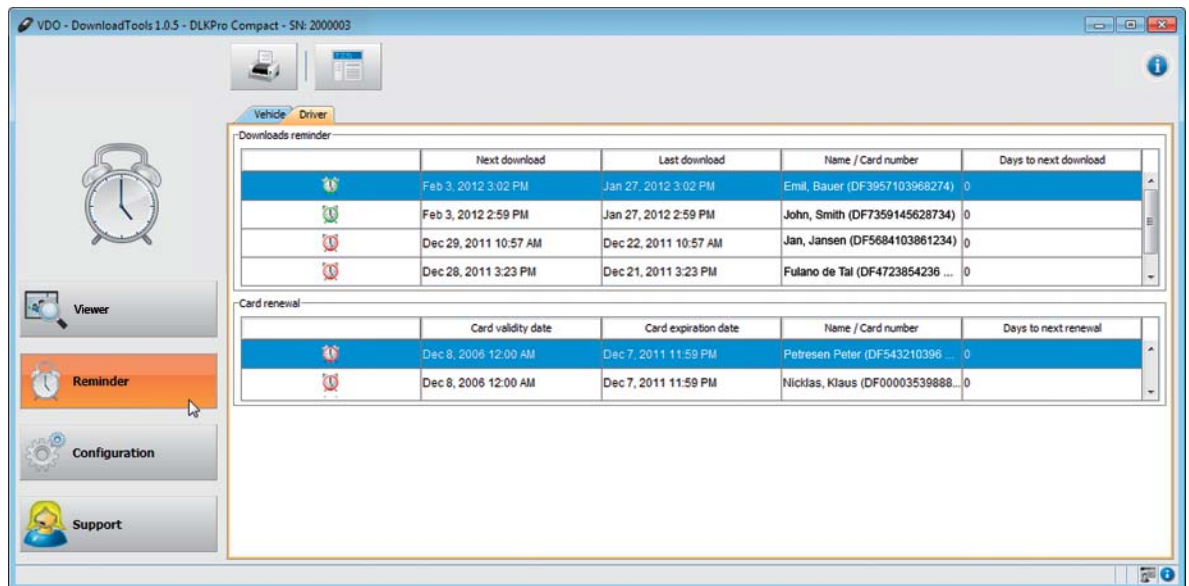 VDO - DownloadTools 1.0.5 - DLKPro Compact - SN: 2000003
Vehicle Driver
Downloads reminder
Next download Last download Name / Card number Days to next download
Feb 3, 2012 3:02 PM Jan 27, 2012 3:02 PM Emil, Bauer (DF3957103968274) 0
Feb 3, 2012 2:59 PM Jan 27, 2012 2:59 PM John, Smith (DF7359145628734) 0
Dec 29, 2011 10:57 AM Dec 22, 2011 10:57 AM Jan, Jansen (DF5684103861234) 0
Dec 28, 2011 3:23 PM Dec 21, 2011 3:23 PM Fulano de Tal (DF4723854236 ... 0
Viewer
Card renewal
Card validity date Card expiration date Name / Card number Days to next renewal
Dec 8, 2006 12:00 AM Dec 7, 2011 11:59 PM Petresen Peter (DF543210396 ... 0
Dec 8, 2006 12:00 AM Dec 7, 2011 11:59 PM Nicklas, Klaus (DF00003539888... 0
Reminder
Configuration
Support